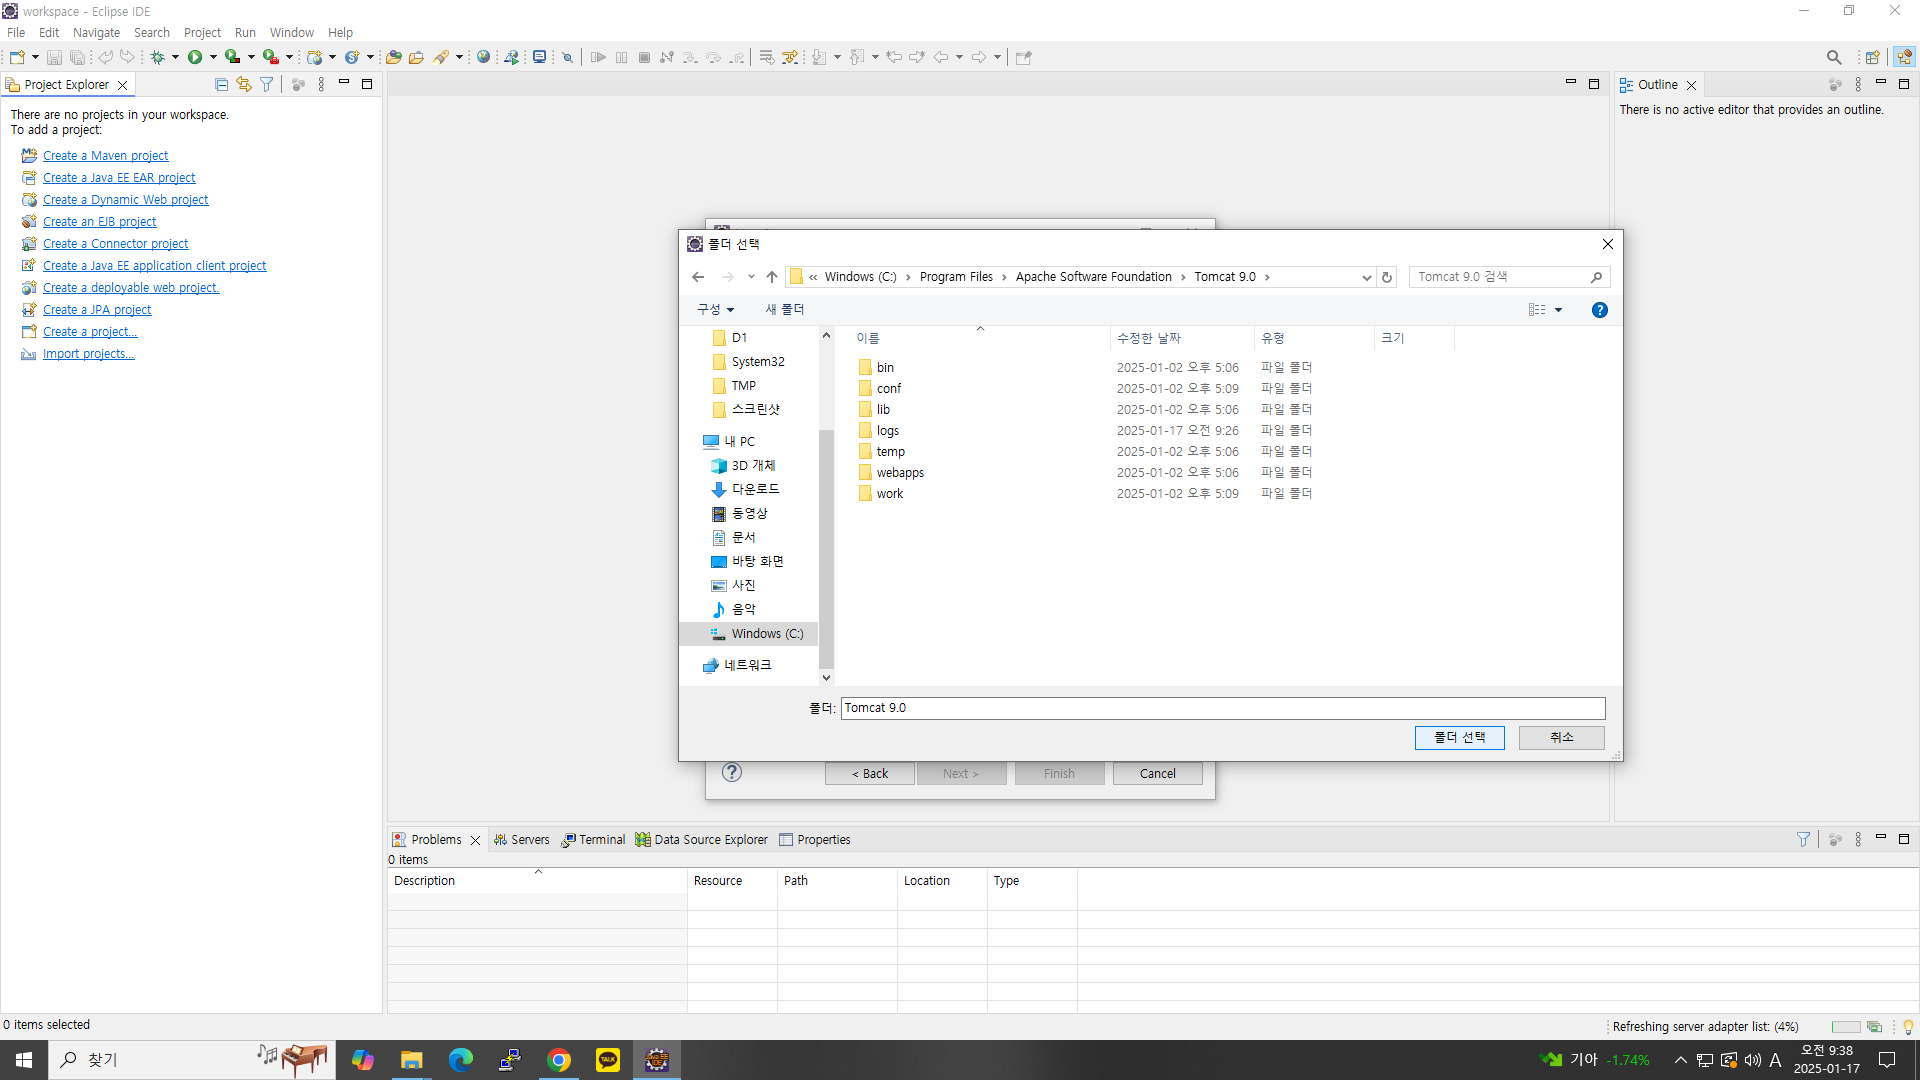 workspace - Eclipse IDE
File Edit Navigate Search Project Run Window Help
Project Explorer
There are no projects in your workspace.
To add a project:
Create a Maven project
Create a Java EE EAR project
Create a Dynamic Web project
Create an EJB project
Create a Connector project
Create a Java EE application client project
Create a deployable web project.
Create a JPA project
Create a project...
Import projects...
Outline
There is no active editor that provides an outline.
폴더 선택
« Windows (C:) › Program Files › Apache Software Foundation › Tomcat 9.0 ›
Tomcat 9.0 검색
구성 새 폴더
D1
System32
TMP
스크린샷
내 PC
3D 개체
다운로드
동영상
문서
바탕 화면
사진
음악
Windows (C:)
네트워크
이름 수정한 날짜 유형 크기
bin 2025-01-02 오후 5:06 파일 폴더
conf 2025-01-02 오후 5:09 파일 폴더
lib 2025-01-02 오후 5:06 파일 폴더
logs 2025-01-17 오전 9:26 파일 폴더
temp 2025-01-02 오후 5:06 파일 폴더
webapps 2025-01-02 오후 5:06 파일 폴더
work 2025-01-02 오후 5:09 파일 폴더
폴더: Tomcat 9.0
폴더 선택 취소
< Back Next > Finish Cancel
Problems Servers Terminal Data Source Explorer Properties
0 items
Description Resource Path Location Type
0 items selected
Refreshing server adapter list: (4%)
찾기
TALK
Java EE
IDE
기아 -1.74%
A
오전 9:38
2025-01-17